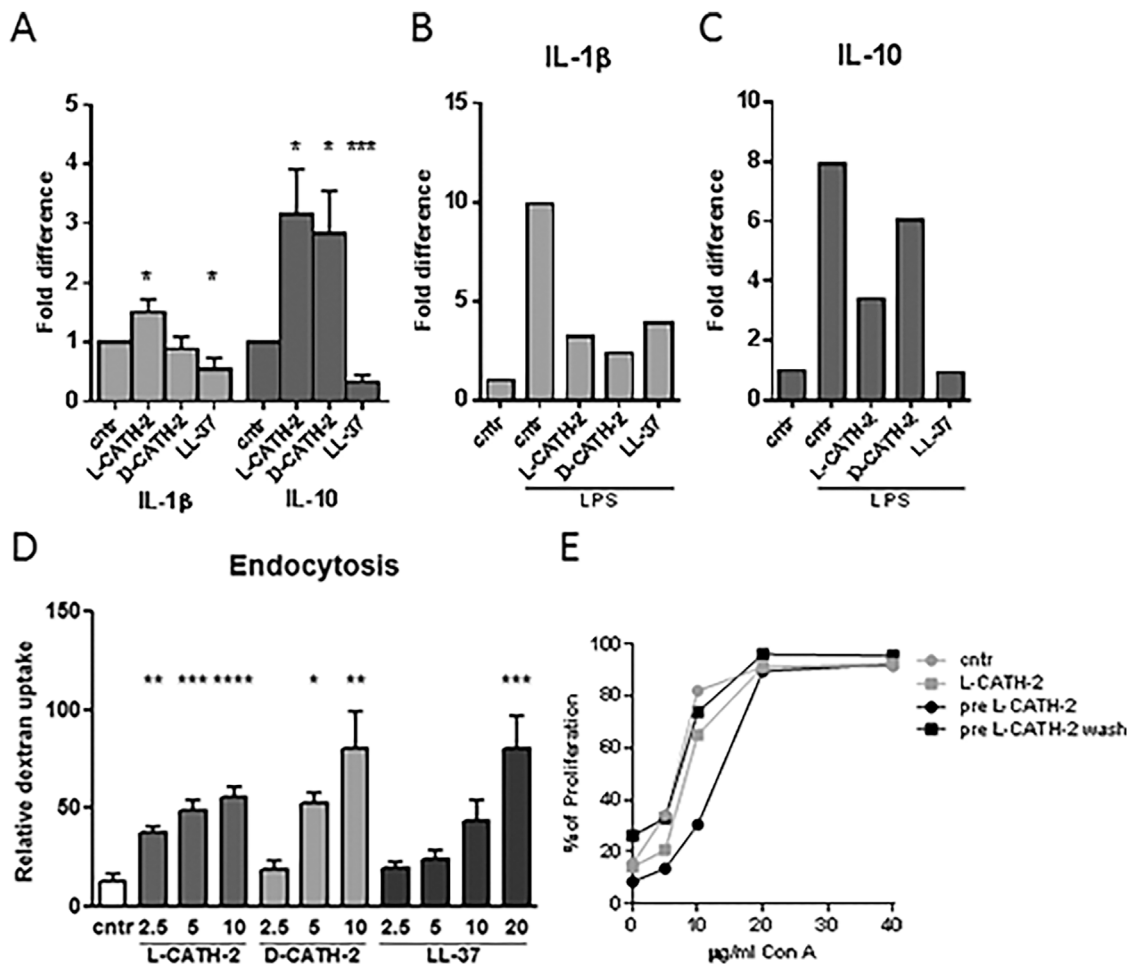 A
B
C
IL-1β
IL-10
Fold difference
5
4
3
2
1
0
* * * * ***
cntr
L-CATH-2
D-CATH-2
LL-37
cntr
L-CATH-2
D-CATH-2
LL-37
IL-1β IL-10
Fold difference
15
10
5
0
cntr
cntr
L-CATH-2
D-CATH-2
LL-37
LPS
Fold difference
10
8
6
4
2
0
cntr
cntr
L-CATH-2
D-CATH-2
LL-37
LPS
D
Endocytosis
Relative dextran uptake
150
100
50
0
** *** **** * ** ***
cntr 2.5 5 10 2.5 5 10 2.5 5 10 20
L-CATH-2 D-CATH-2 LL-37
E
% of Proliferation
100
80
60
40
20
0
0 10 20 30 40
µg/ml Con A
cntr
L-CATH-2
pre L-CATH-2
pre L-CATH-2 wash